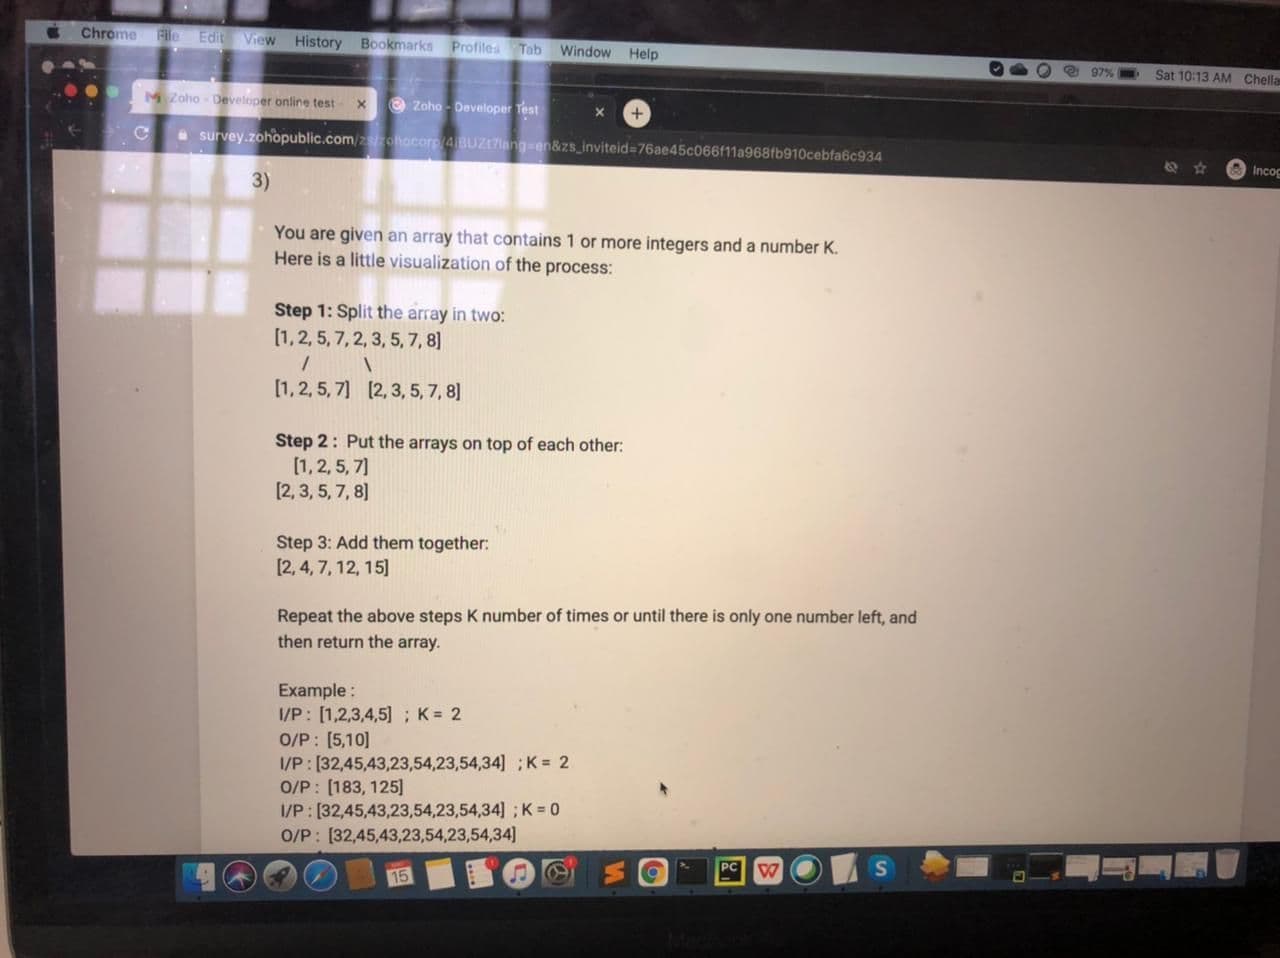 Chrome File Edit View History Bookmarks Profiles Tab Window Help
97% Sat 10:13 AM Chella
Zoho - Developer online test × Zoho - Developer Test × +
survey.zohopublic.com/zs/zohocorp/4iBUZt?lang=en&zs_inviteid=76ae45c066f11a968fb910cebfa6c934
Incog
3)
You are given an array that contains 1 or more integers and a number K.
Here is a little visualization of the process:
Step 1: Split the array in two:
[1, 2, 5, 7, 2, 3, 5, 7, 8]
/ \
[1, 2, 5, 7] [2, 3, 5, 7, 8]
Step 2 : Put the arrays on top of each other:
[1, 2, 5, 7]
[2, 3, 5, 7, 8]
Step 3: Add them together:
[2, 4, 7, 12, 15]
Repeat the above steps K number of times or until there is only one number left, and
then return the array.
Example :
I/P : [1,2,3,4,5] ; K = 2
O/P : [5,10]
I/P : [32,45,43,23,54,23,54,34] ; K = 2
O/P : [183, 125]
I/P : [32,45,43,23,54,23,54,34] ; K = 0
O/P : [32,45,43,23,54,23,54,34]
15
PC
W
S